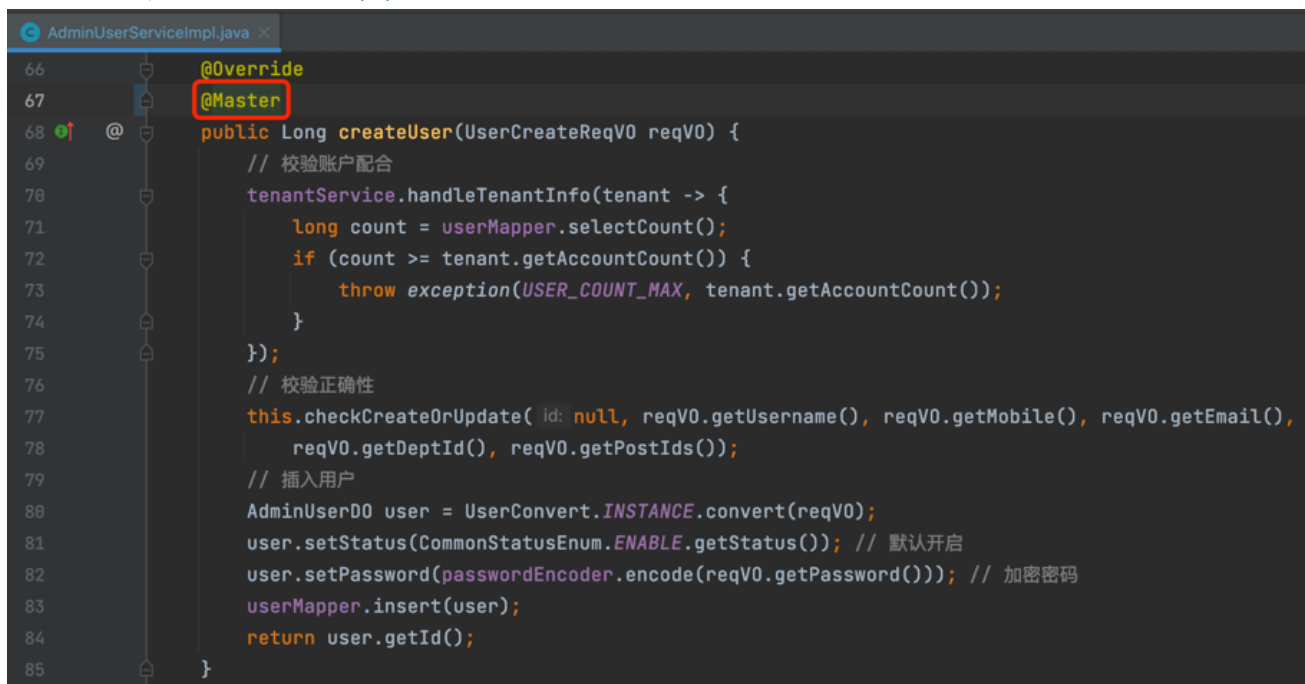 AdminUserServiceImpl.java
66 @Override
67 @Master
68 @ public Long createUser(UserCreateReqVO reqVO) {
69 // 校验账户配合
70 tenantService.handleTenantInfo(tenant -> {
71 long count = userMapper.selectCount();
72 if (count >= tenant.getAccountCount()) {
73 throw exception(USER_COUNT_MAX, tenant.getAccountCount());
74 }
75 });
76 // 校验正确性
77 this.checkCreateOrUpdate( id: null, reqVO.getUsername(), reqVO.getMobile(), reqVO.getEmail(),
78 reqVO.getDeptId(), reqVO.getPostIds());
79 // 插入用户
80 AdminUserDO user = UserConvert.INSTANCE.convert(reqVO);
81 user.setStatus(CommonStatusEnum.ENABLE.getStatus()); // 默认开启
82 user.setPassword(passwordEncoder.encode(reqVO.getPassword())); // 加密密码
83 userMapper.insert(user);
84 return user.getId();
85 }